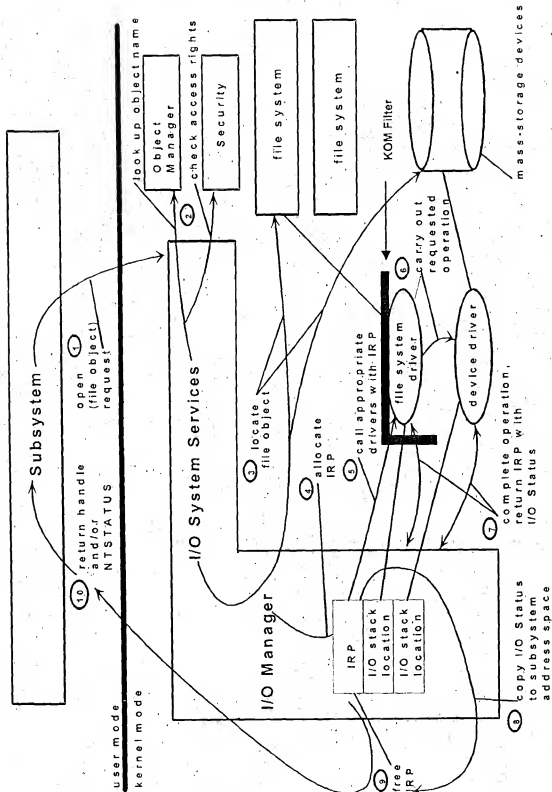 Subsystem
10
return handle
and/or
NTSTATUS
open
(file object)
request
1
user mode
kernel mode
I/O System Services
look up object name
Object
Manager
2
check access rights
Security
file system
file system
3
locate
file object
I/O Manager
4
allocate
IRP
KOM Filter
5
call appropriate
drivers with IRP
file system
driver
6
carry out
requested
operation
IRP
I/O stack
location
I/O stack
location
device driver
mass-storage devices
7
complete operation,
return IRP with
I/O Status
9
free
IRP
8
copy I/O Status
to subsystem
address space